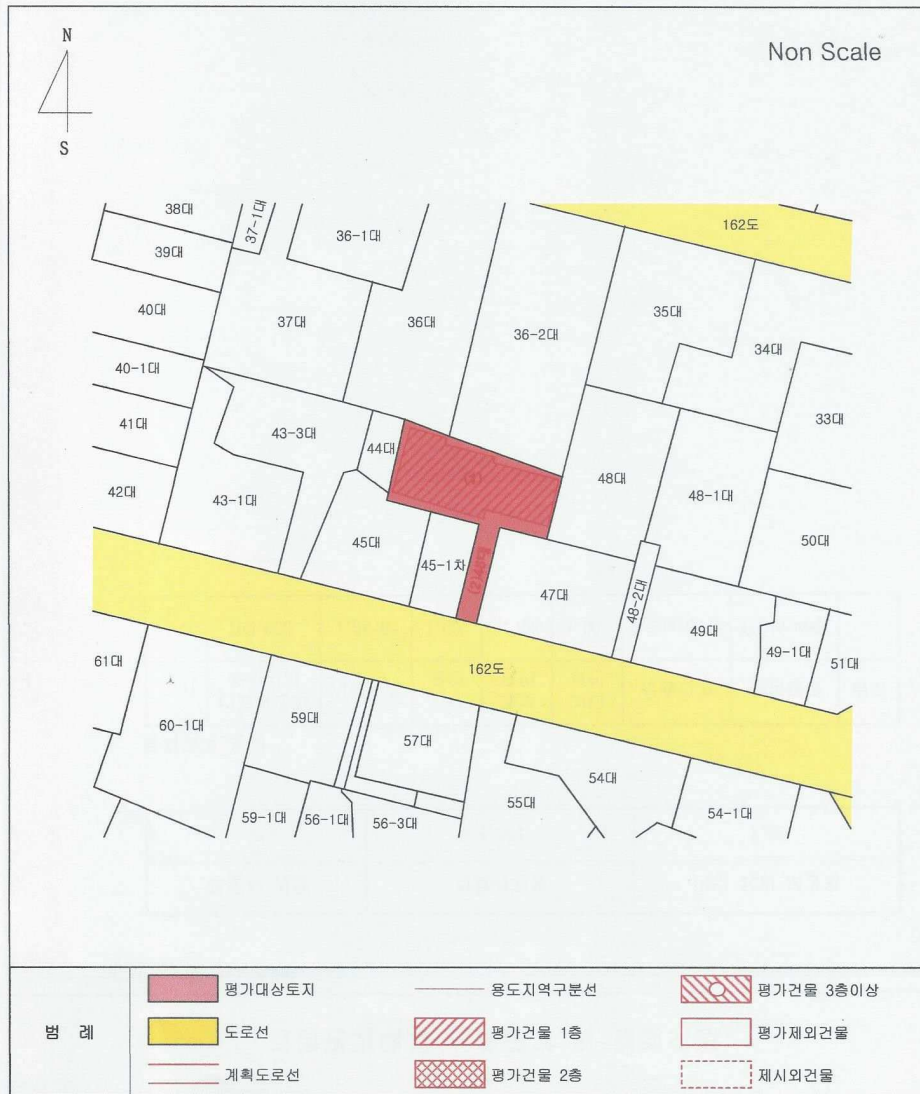 Non Scale
N
S
38대
37-1대
36-1대
162도
39대
40대
37대
36대
36-2대
35대
34대
40-1대
33대
41대
43-3대
44대
(1)
48대
48-1대
42대
43-1대
45대
45-1차
47대
48-2대
50대
49대
49-1대
51대
162도
61대
60-1대
59대
57대
54대
59-1대
56-1대
56-3대
55대
54-1대
범 례
평가대상토지
용도지역구분선
평가건물 3층이상
도로선
평가건물 1층
평가제외건물
계획도로선
평가건물 2층
제시외건물